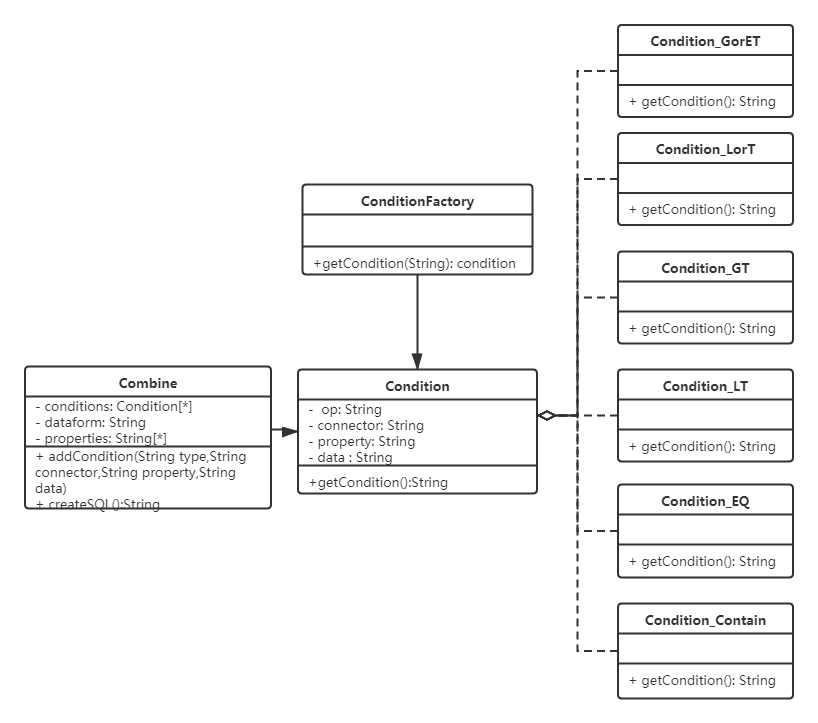 Condition_GorET
+ getCondition(): String
Condition_LorT
+ getCondition(): String
ConditionFactory
+getCondition(String): condition
Condition_GT
+ getCondition(): String
Combine
- conditions: Condition[*]
- dataform: String
- properties: String[*]
+ addCondition(String type,String
connector,String property,String
data)
+ createSQL():String
Condition
- op: String
- connector: String
- property: String
- data : String
+getCondition():String
Condition_LT
+ getCondition(): String
Condition_EQ
+ getCondition(): String
Condition_Contain
+ getCondition(): String